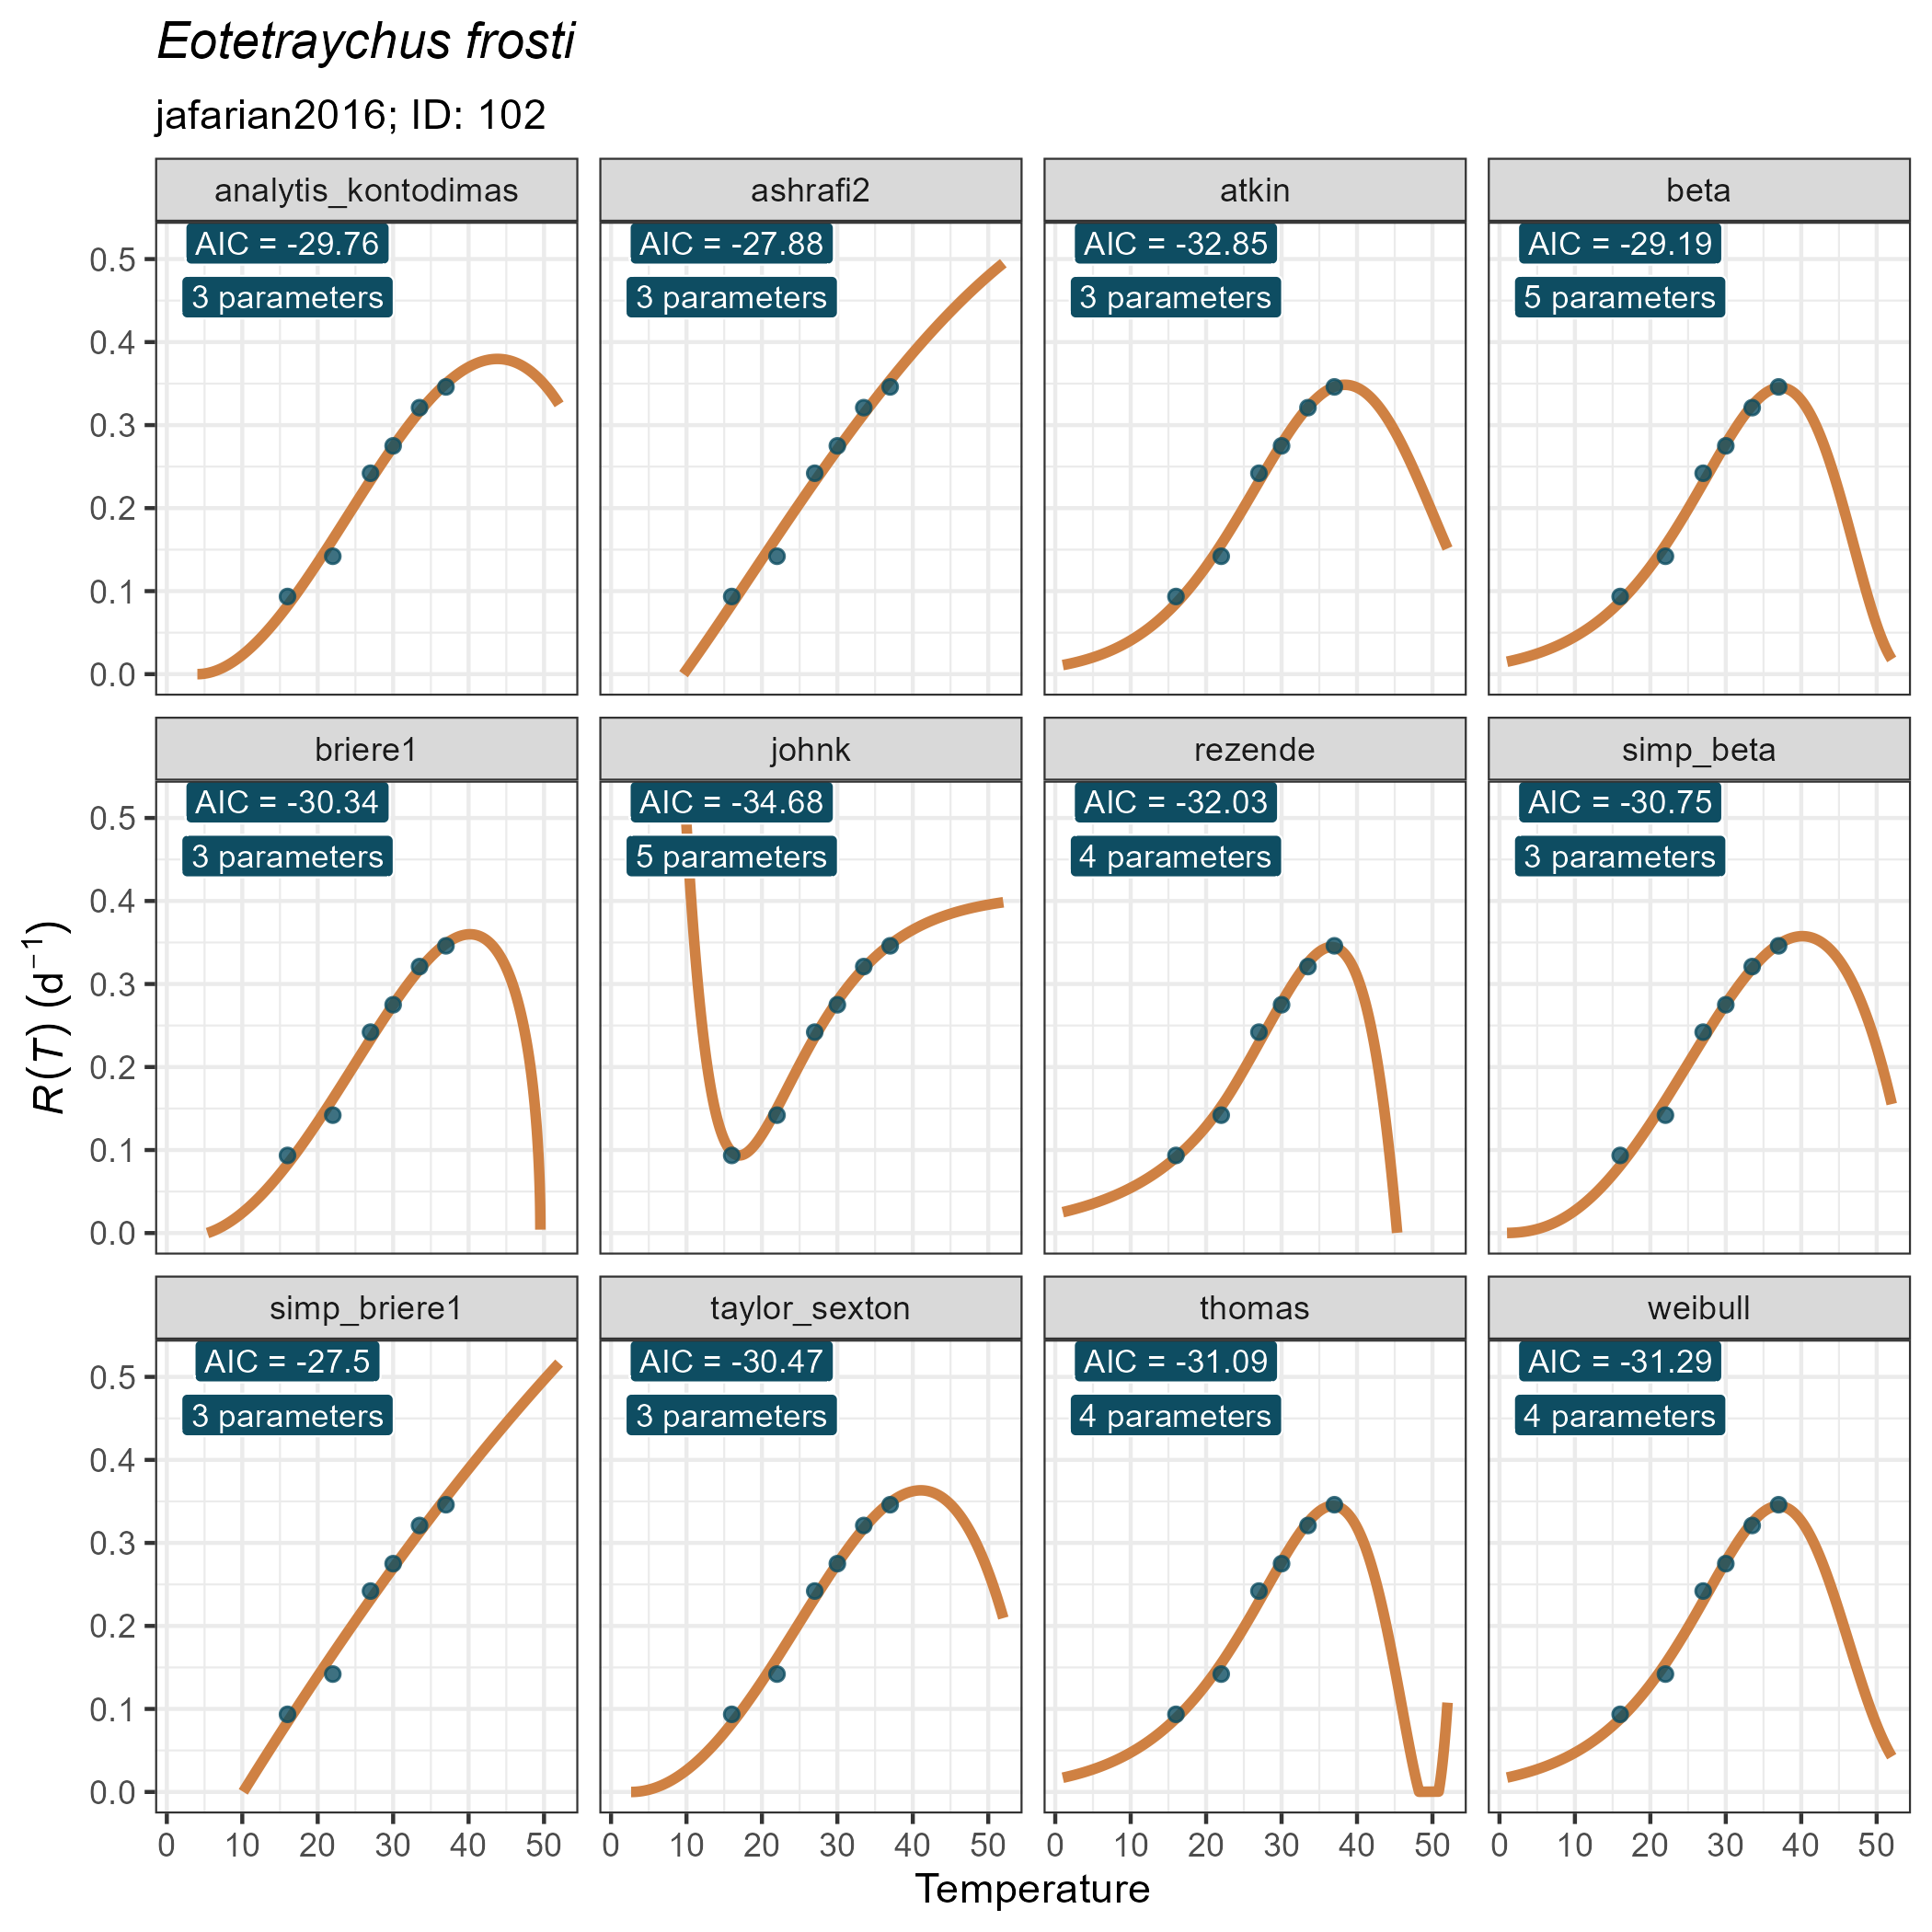 Eotetraychus frosti
jafarian2016; ID: 102
analytis_kontodimas
ashrafi2
atkin
beta
AIC = -29.76
3 parameters
AIC = -27.88
3 parameters
AIC = -32.85
3 parameters
AIC = -29.19
5 parameters
0.5
0.4
0.3
0.2
0.1
0.0
briere1
johnk
rezende
simp_beta
AIC = -30.34
3 parameters
AIC = -34.68
5 parameters
AIC = -32.03
4 parameters
AIC = -30.75
3 parameters
0.5
0.4
0.3
0.2
0.1
0.0
simp_briere1
taylor_sexton
thomas
weibull
AIC = -27.5
3 parameters
AIC = -30.47
3 parameters
AIC = -31.09
4 parameters
AIC = -31.29
4 parameters
0.5
0.4
0.3
0.2
0.1
0.0
0 10 20 30 40 50
0 10 20 30 40 50
0 10 20 30 40 50
0 10 20 30 40 50
Temperature
R(T) (d⁻¹)